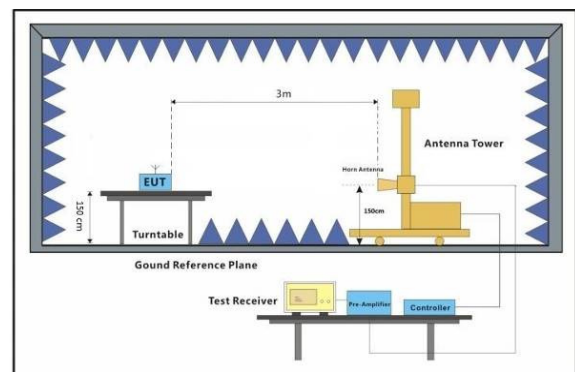 3m
Antenna Tower
Horn Antenna
EUT
150 cm
150cm
Turntable
Gound Reference Plane
Test Receiver
Pre-Amplifier
Controller